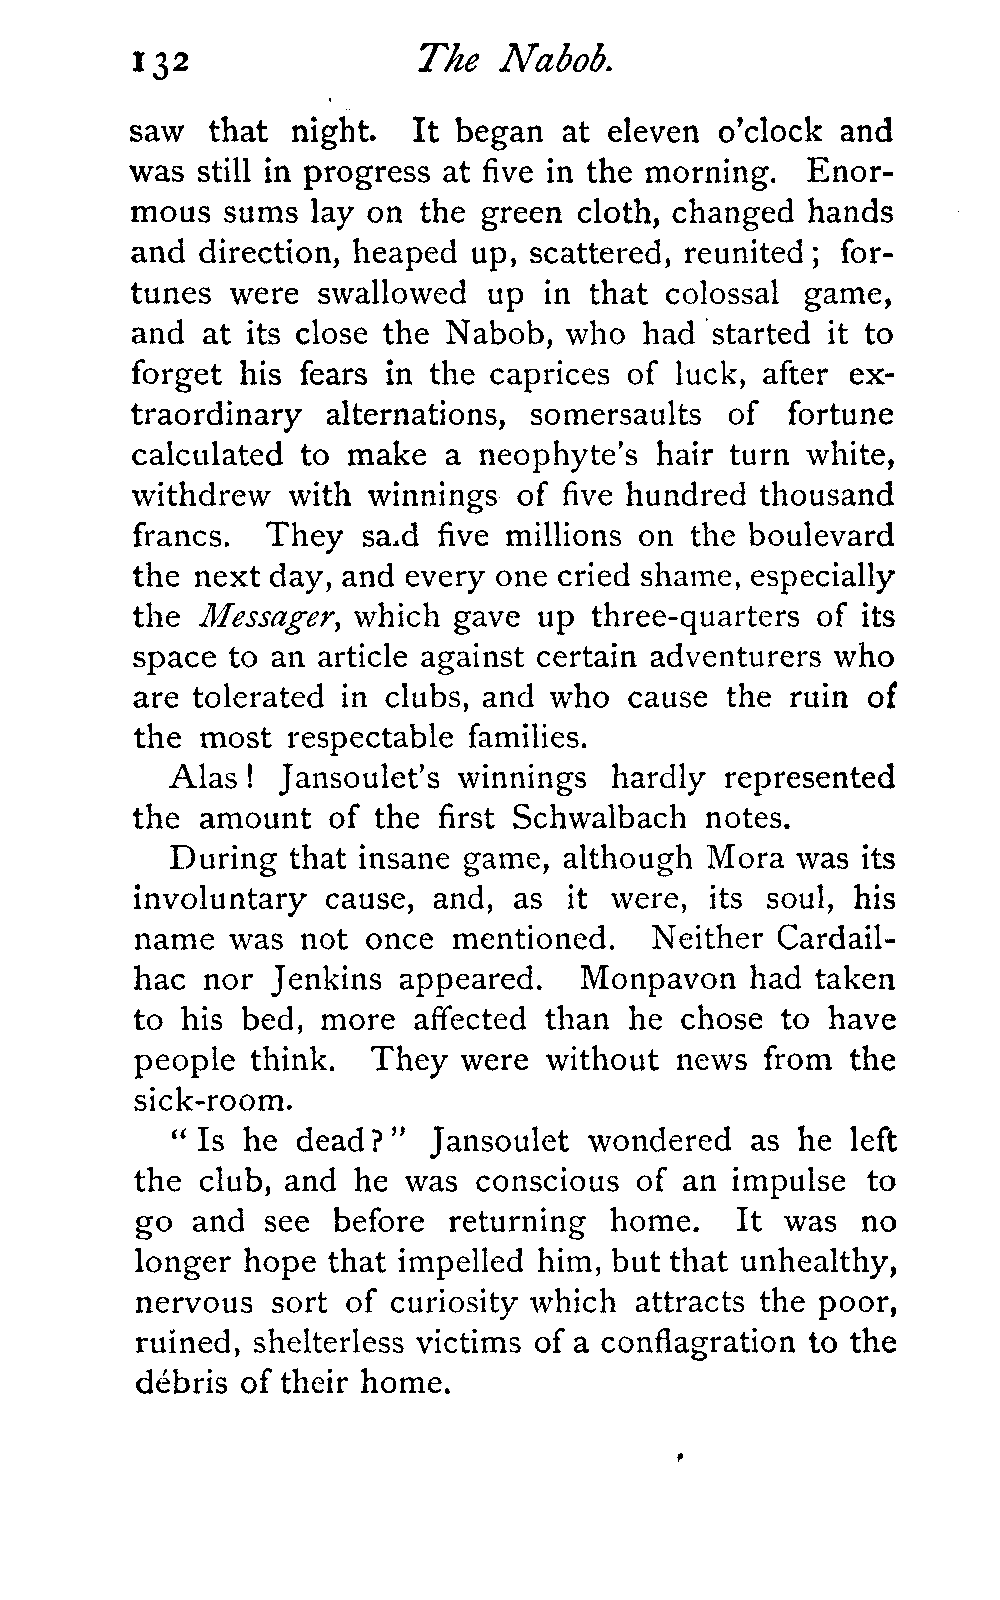 132 The Nabob.
saw that night. It began at eleven o'clock and
was still in progress at five in the morning. Enor-
mous sums lay on the green cloth, changed hands
and direction, heaped up, scattered, reunited; for-
tunes were swallowed up in that colossal game,
and at its close the Nabob, who had started it to
forget his fears in the caprices of luck, after ex-
traordinary alternations, somersaults of fortune
calculated to make a neophyte's hair turn white,
withdrew with winnings of five hundred thousand
francs. They said five millions on the boulevard
the next day, and every one cried shame, especially
the Messager, which gave up three-quarters of its
space to an article against certain adventurers who
are tolerated in clubs, and who cause the ruin of
the most respectable families.
Alas! Jansoulet's winnings hardly represented
the amount of the first Schwalbach notes.
During that insane game, although Mora was its
involuntary cause, and, as it were, its soul, his
name was not once mentioned. Neither Cardail-
hac nor Jenkins appeared. Monpavon had taken
to his bed, more affected than he chose to have
people think. They were without news from the
sick-room.
"Is he dead?" Jansoulet wondered as he left
the club, and he was conscious of an impulse to
go and see before returning home. It was no
longer hope that impelled him, but that unhealthy,
nervous sort of curiosity which attracts the poor,
ruined, shelterless victims of a conflagration to the
débris of their home.